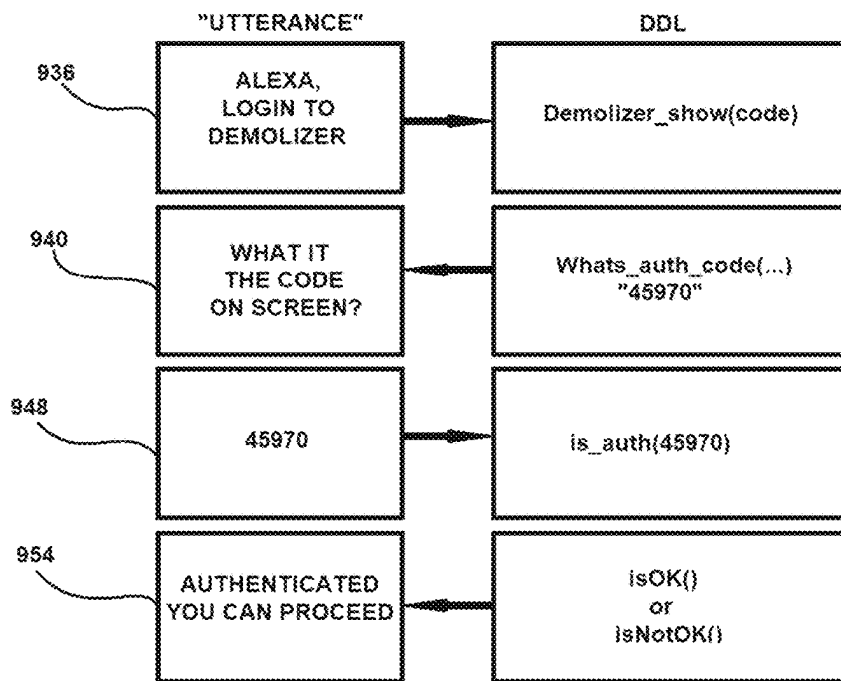 "UTTERANCE"
DDL
936
ALEXA,
LOGIN TO
DEMOLIZER
Demolizer_show(code)
940
WHAT IT
THE CODE
ON SCREEN?
Whats_auth_code(...)
"45970"
948
45970
is_auth(45970)
954
AUTHENTICATED
YOU CAN PROCEED
isOK()
or
isNotOK()